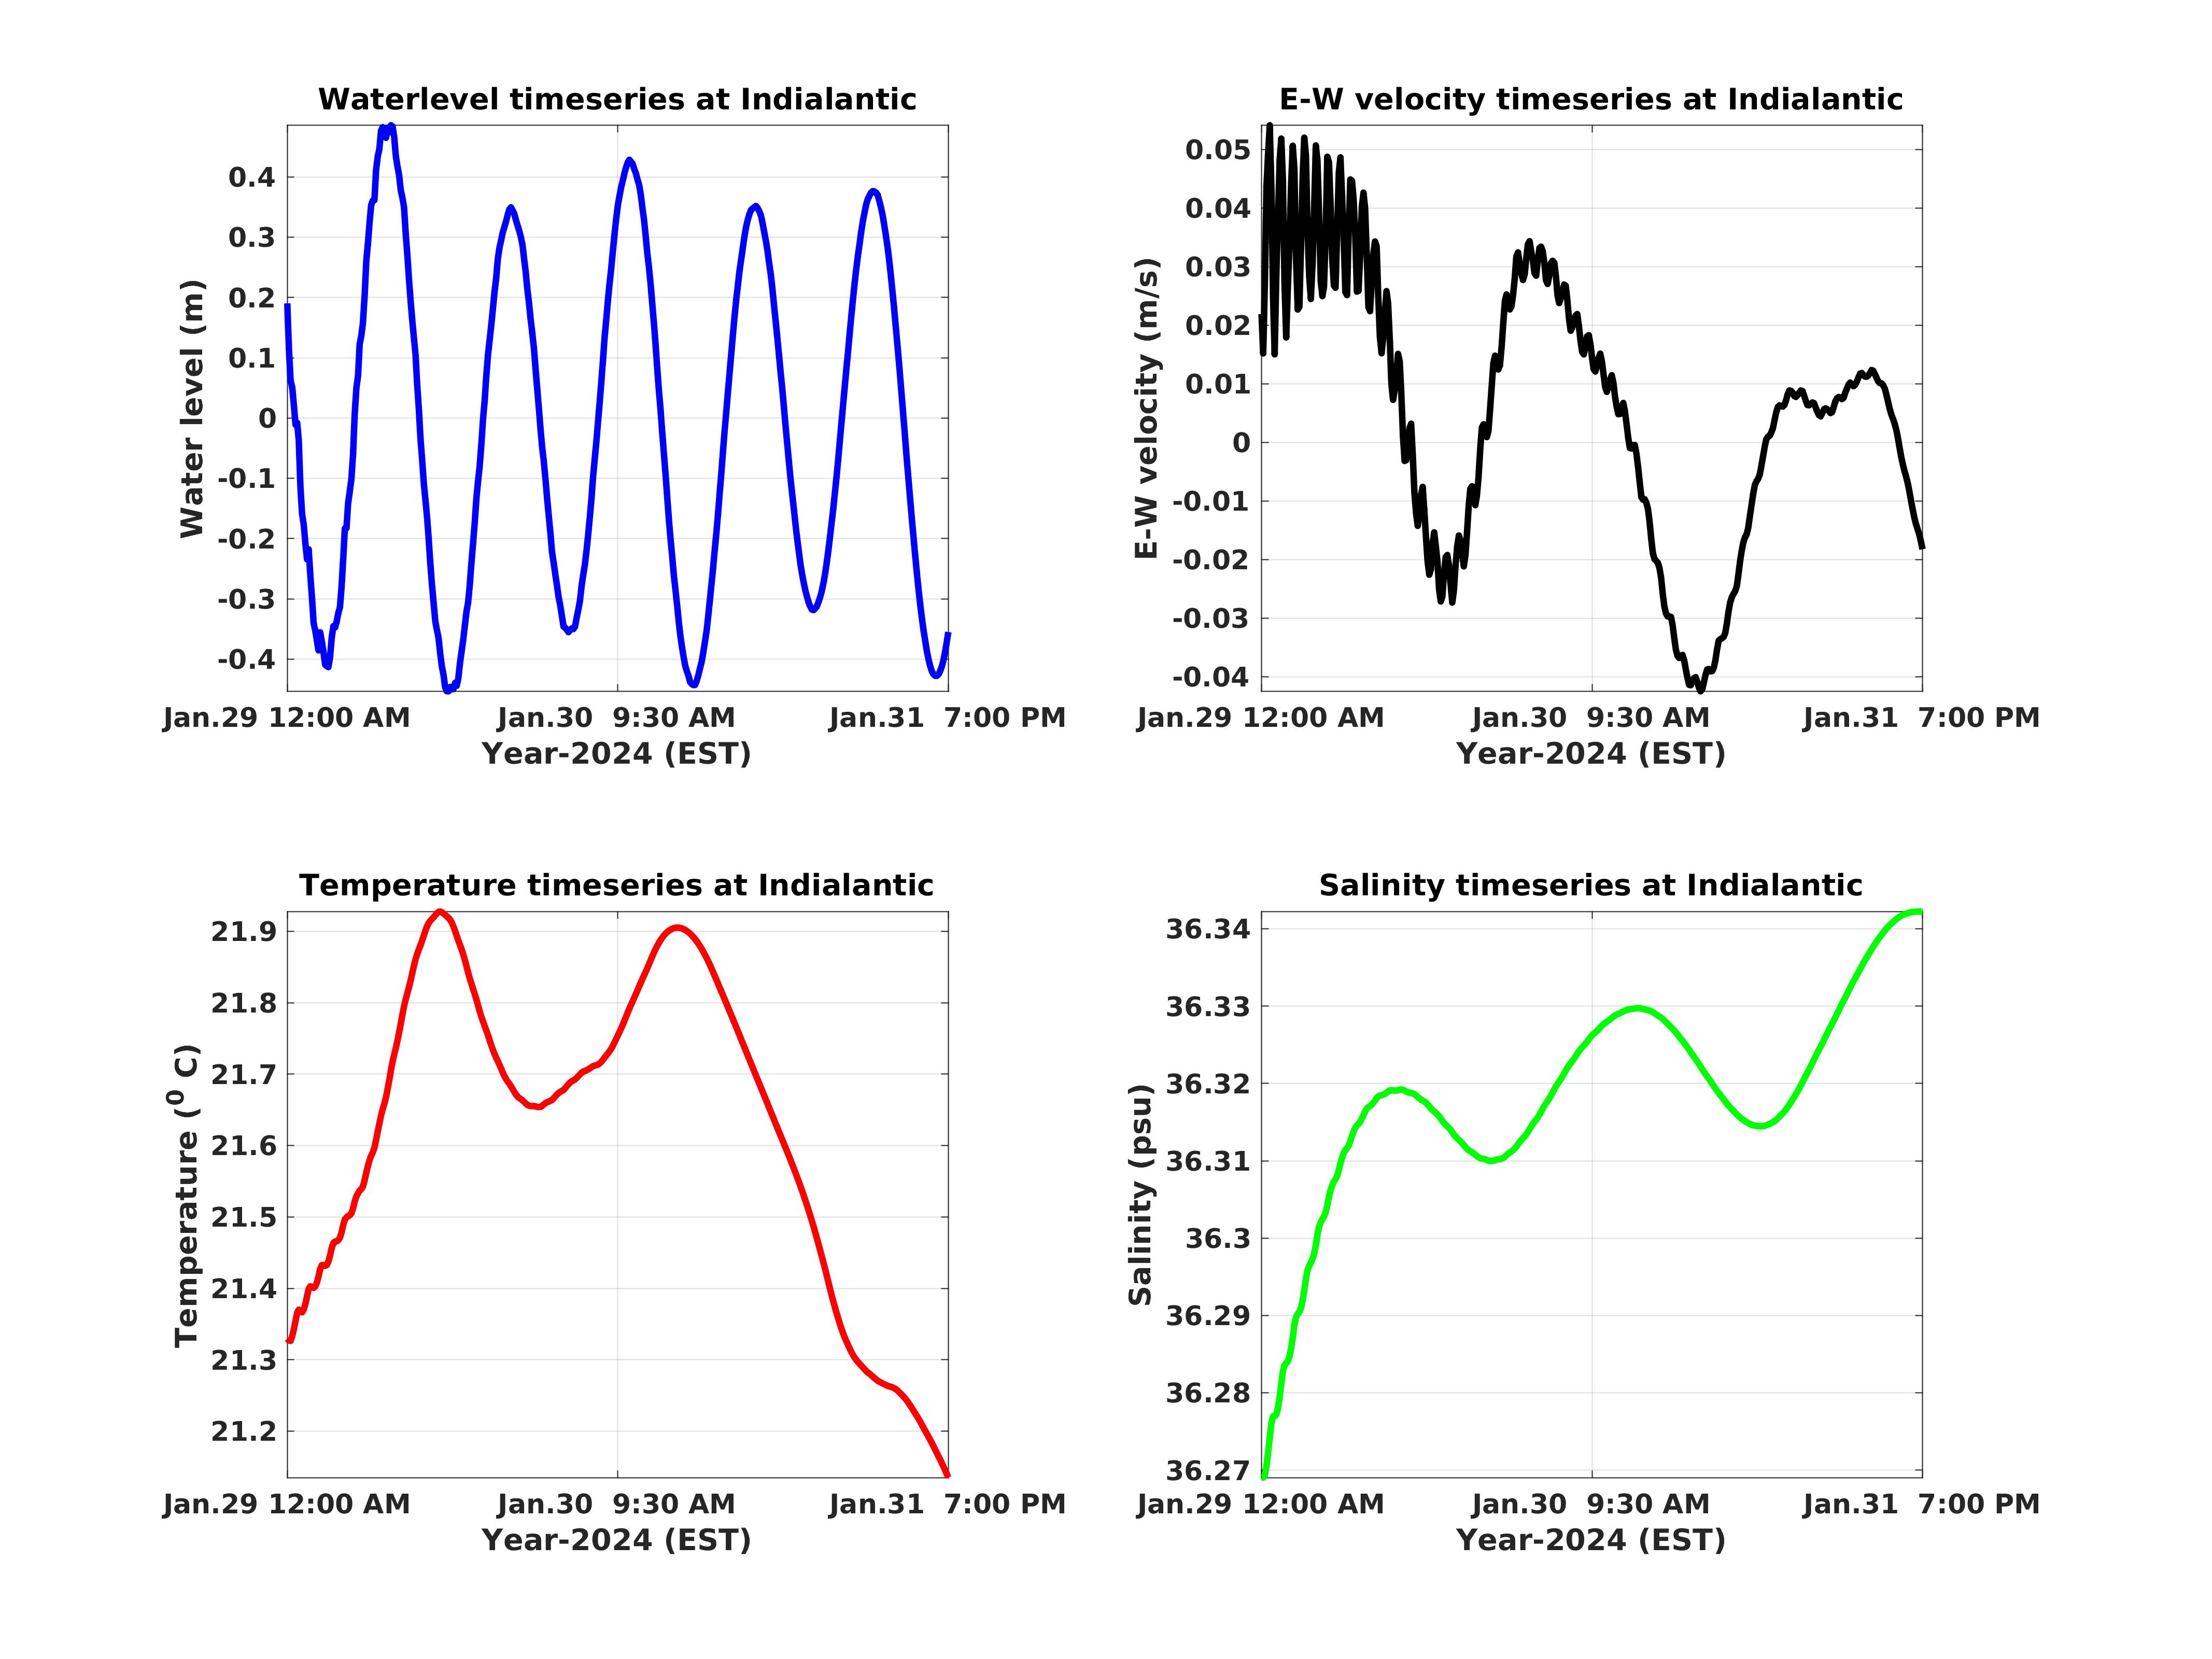 Waterlevel timeseries at Indialantic
Water level (m)
0.4
0.3
0.2
0.1
0
-0.1
-0.2
-0.3
-0.4
Jan.29 12:00 AM
Jan.30 9:30 AM
Jan.31 7:00 PM
Year-2024 (EST)
E-W velocity timeseries at Indialantic
E-W velocity (m/s)
0.05
0.04
0.03
0.02
0.01
0
-0.01
-0.02
-0.03
-0.04
Jan.29 12:00 AM
Jan.30 9:30 AM
Jan.31 7:00 PM
Year-2024 (EST)
Temperature timeseries at Indialantic
Temperature (⁰ C)
21.9
21.8
21.7
21.6
21.5
21.4
21.3
21.2
Jan.29 12:00 AM
Jan.30 9:30 AM
Jan.31 7:00 PM
Year-2024 (EST)
Salinity timeseries at Indialantic
Salinity (psu)
36.34
36.33
36.32
36.31
36.3
36.29
36.28
36.27
Jan.29 12:00 AM
Jan.30 9:30 AM
Jan.31 7:00 PM
Year-2024 (EST)